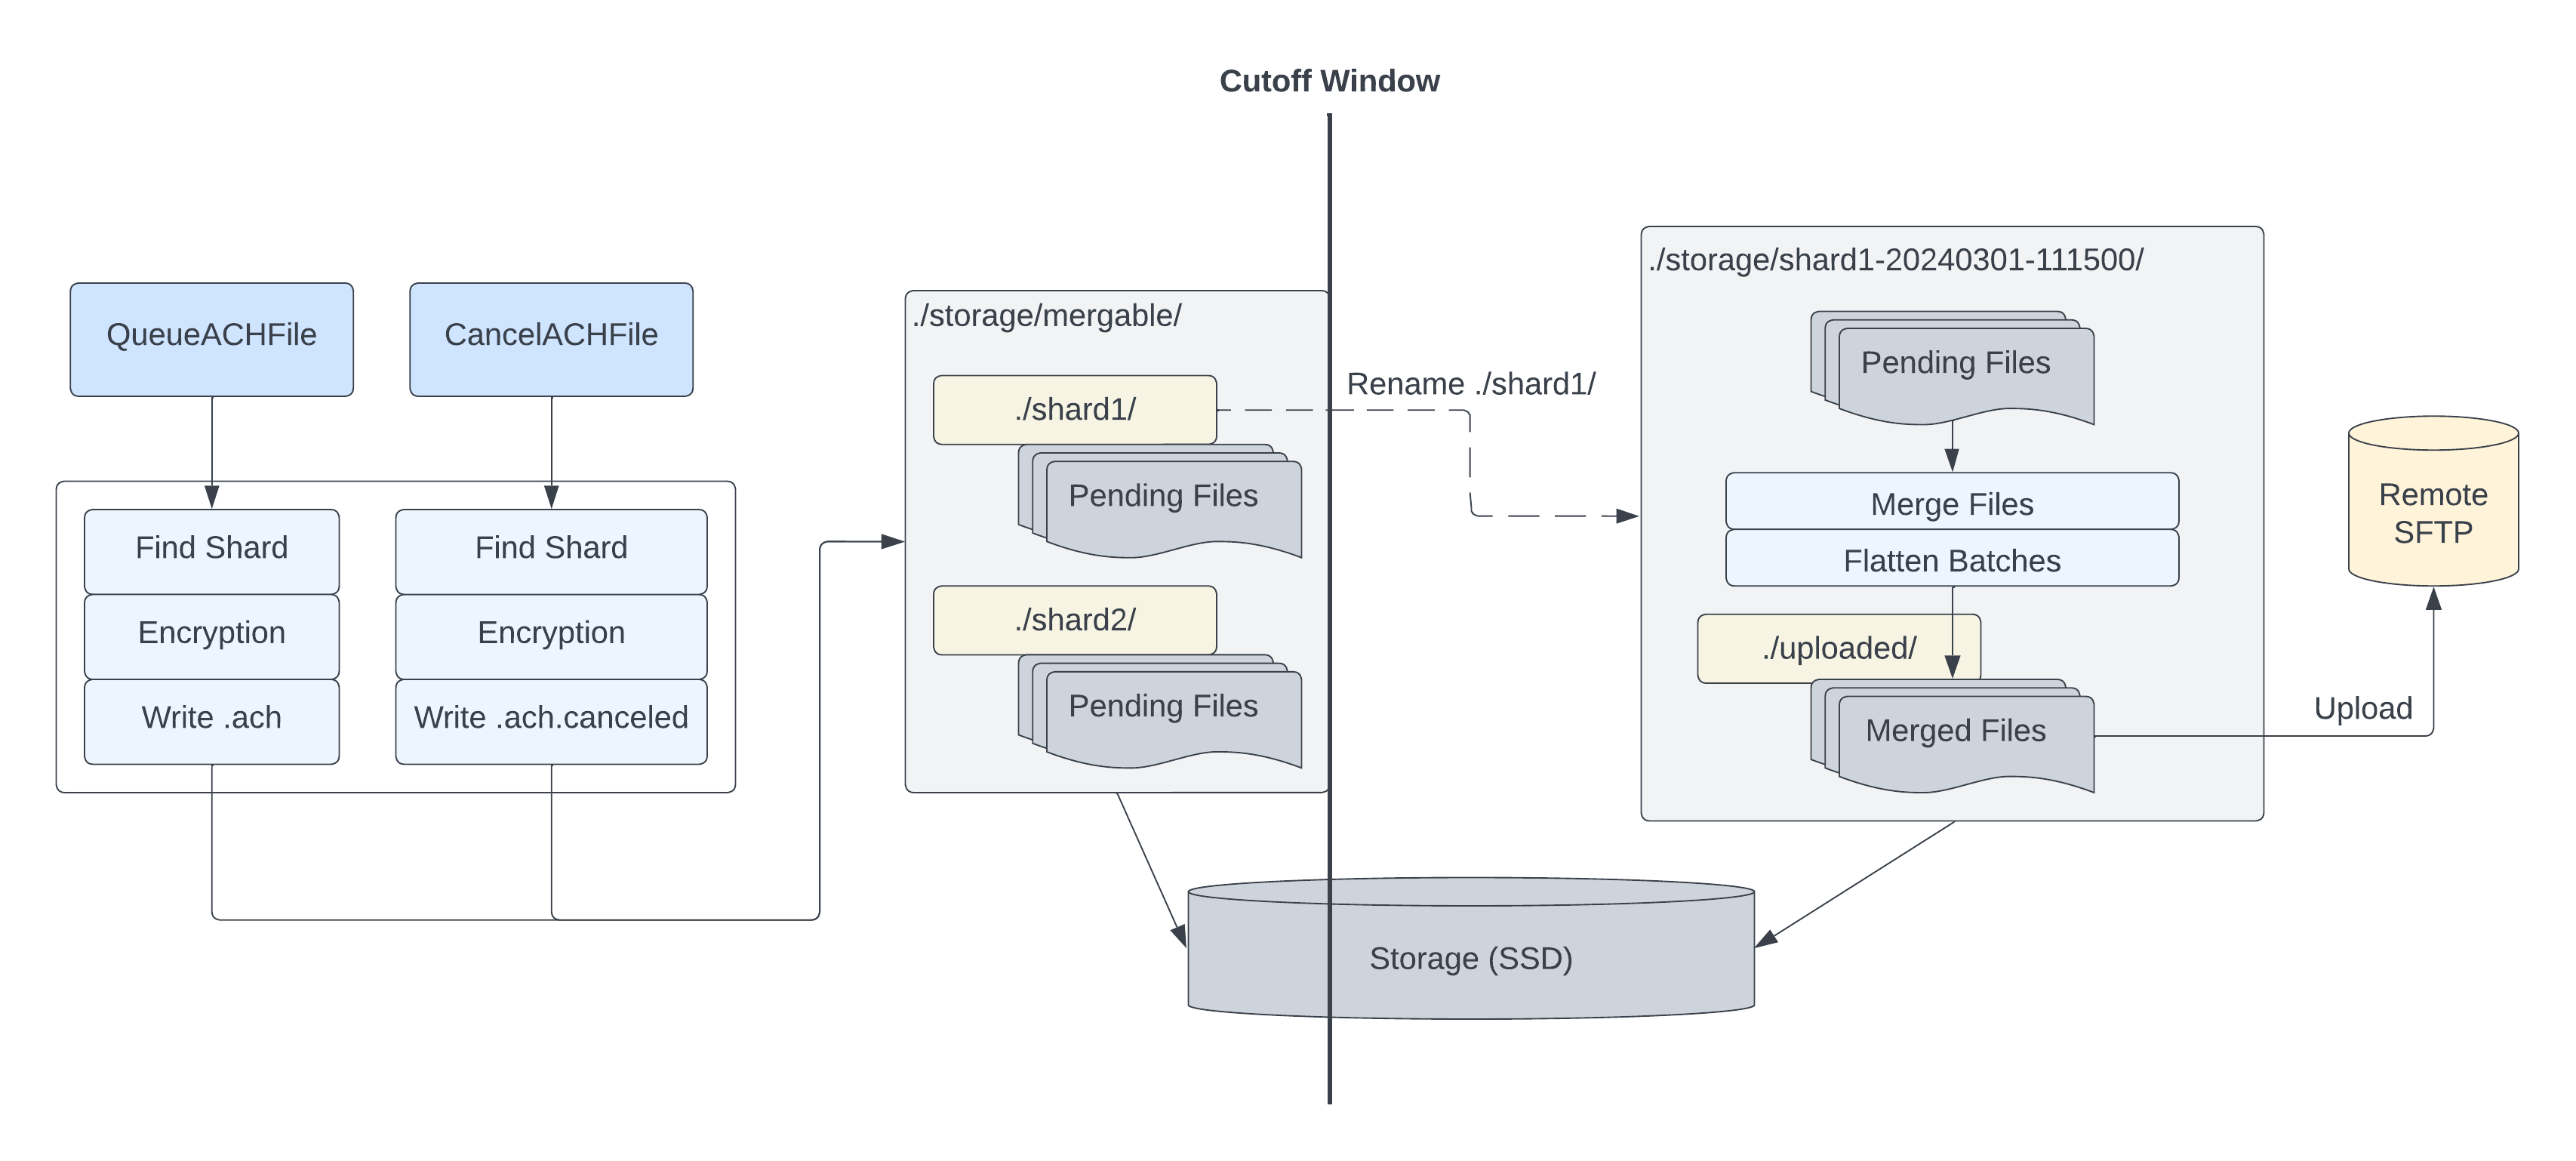 Cutoff Window
QueueACHFile
CancelACHFile
Find Shard
Encryption
Write .ach
Find Shard
Encryption
Write .ach.canceled
./storage/mergable/
./shard1/
Pending Files
./shard2/
Pending Files
Rename ./shard1/
./storage/shard1-20240301-111500/
Pending Files
Merge Files
Flatten Batches
./uploaded/
Merged Files
Upload
Remote
SFTP
Storage (SSD)